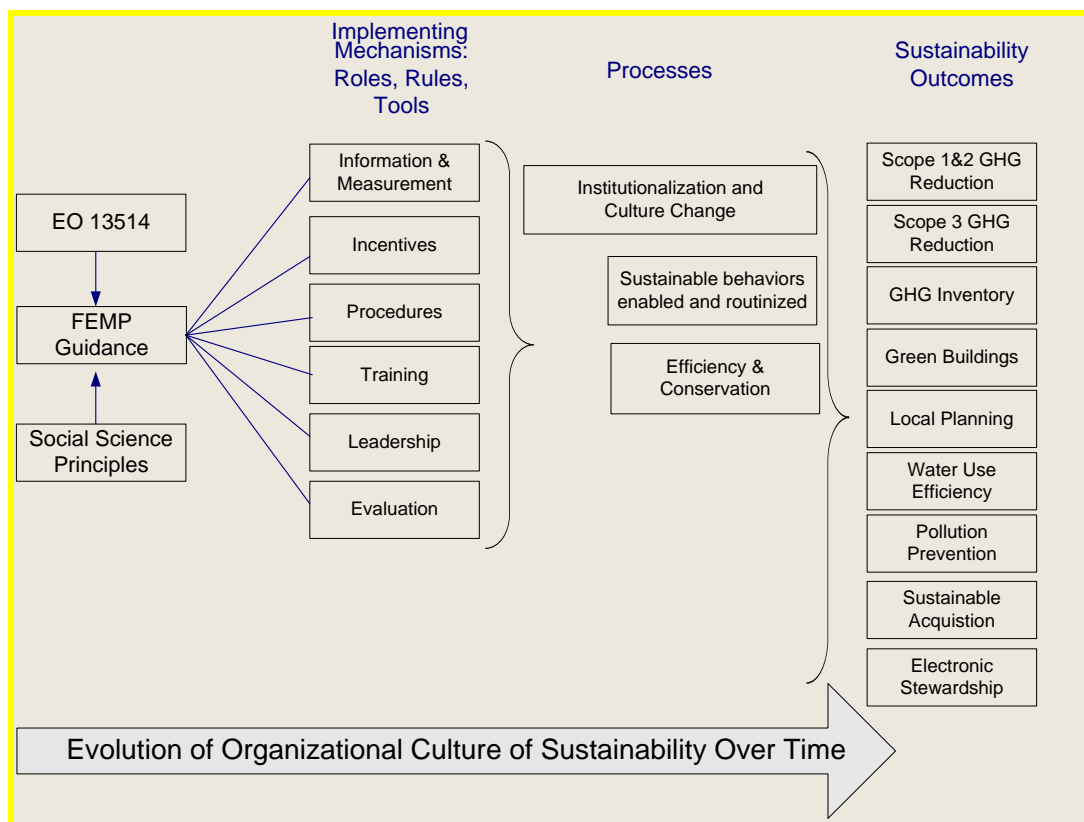 Implementing
Mechanisms:
Roles, Rules,
Tools
Processes
Sustainability
Outcomes
EO 13514
FEMP
Guidance
Social Science
Principles
Information &
Measurement
Incentives
Procedures
Training
Leadership
Evaluation
Institutionalization and
Culture Change
Sustainable behaviors
enabled and routinized
Efficiency &
Conservation
Scope 1&2 GHG
Reduction
Scope 3 GHG
Reduction
GHG Inventory
Green Buildings
Local Planning
Water Use
Efficiency
Pollution
Prevention
Sustainable
Acquistion
Electronic
Stewardship
Evolution of Organizational Culture of Sustainability Over Time